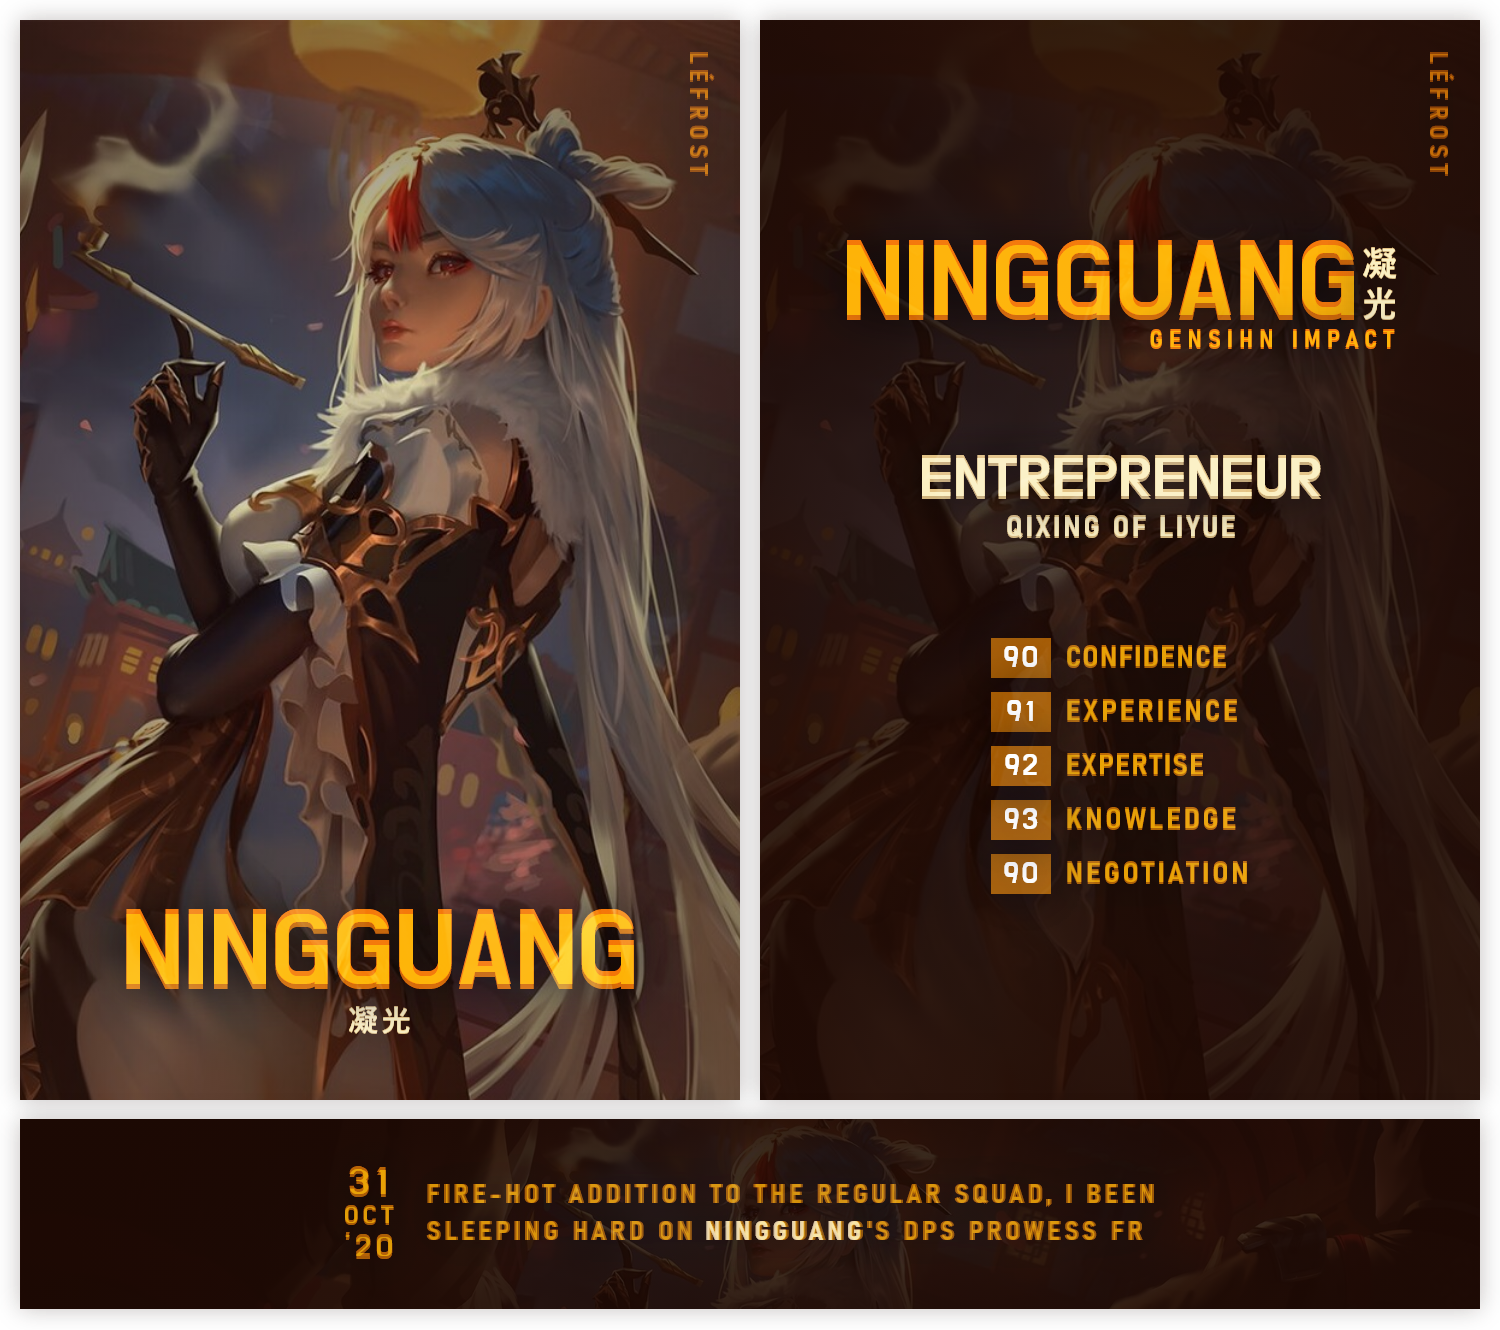 LÉFROST
NINGGUANG
凝光
LÉFROST
NINGGUANG
凝光
GENSIHN IMPACT
ENTREPRENEUR
QIXING OF LIYUE
90 CONFIDENCE
91 EXPERIENCE
92 EXPERTISE
93 KNOWLEDGE
90 NEGOTIATION
31
OCT
'20
FIRE-HOT ADDITION TO THE REGULAR SQUAD, I BEEN
SLEEPING HARD ON NINGGUANG'S DPS PROWESS FR